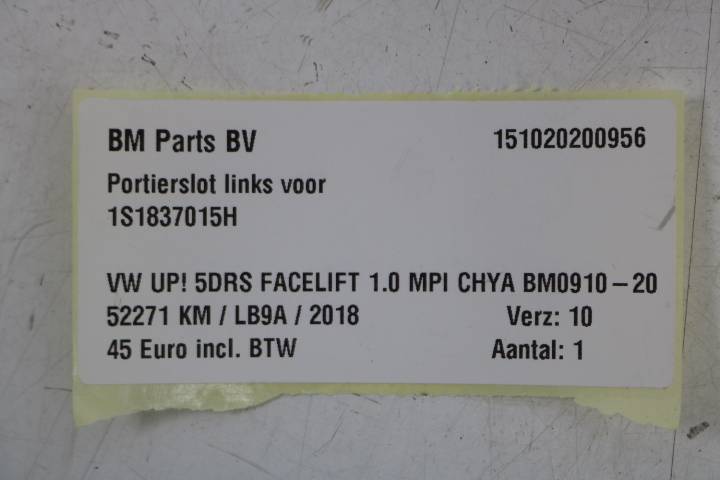 BM Parts BV 151020200956
Portierslot links voor
1S1837015H
VW UP! 5DRS FACELIFT 1.0 MPI CHYA BM0910-20
52271 KM / LB9A / 2018 Verz: 10
45 Euro incl. BTW Aantal: 1